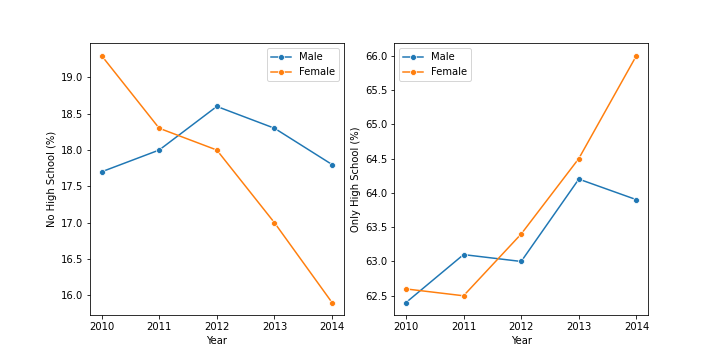 No High School (%)
19.0
18.5
18.0
17.5
17.0
16.5
16.0
2010 2011 2012 2013 2014
Year
Male
Female
Only High School (%)
66.0
65.5
65.0
64.5
64.0
63.5
63.0
62.5
2010 2011 2012 2013 2014
Year
Male
Female